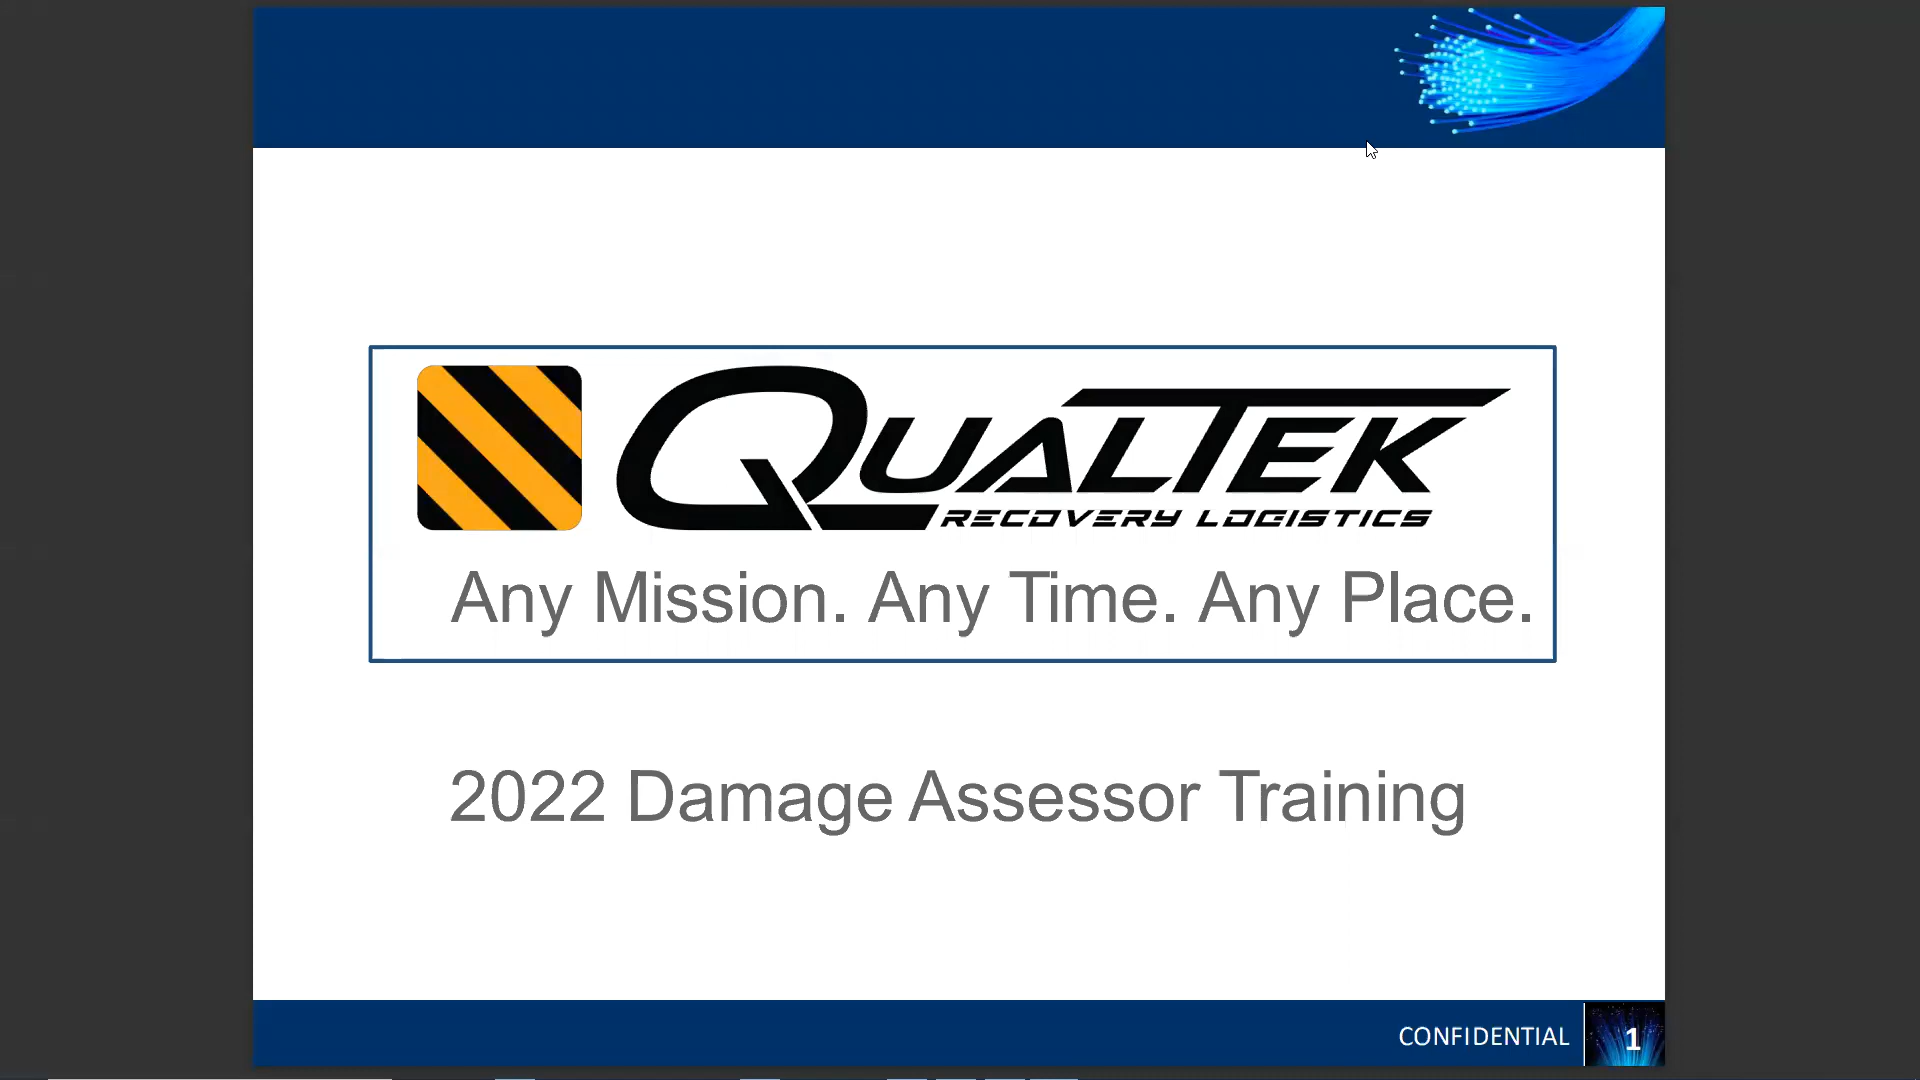 QUALTEK
RECOVERY LOGISTICS
Any Mission. Any Time. Any Place.
2022 Damage Assessor Training
CONFIDENTIAL
1